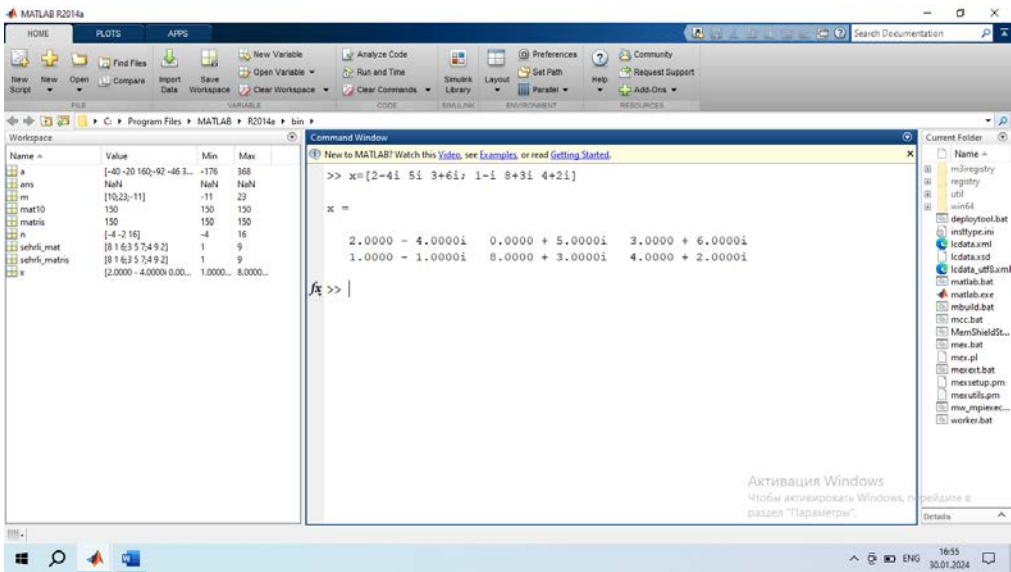 MATLAB R2014a
HOME PLOTS APPS Search Documentation
New Script New Open Find Files Compare Import Data Save Workspace New Variable Open Variable Clear Workspace Analyze Code Run and Time Clear Commands Simulink Library Layout Preferences Set Path Parallel Help Community Request Support Add-Ons
FILE VARIABLE CODE SIMULINK ENVIRONMENT RESOURCES
C: Program Files MATLAB R2014a bin
Workspace
Name Value Min Max
a [-40 -20 160;-92 -46 3... -176 368
ans NaN NaN NaN
m [10;23;-11] -11 23
mat10 150 150 150
matris 150 150 150
n [-4 -2 16] -4 16
sehrli_mat [8 1 6;3 5 7;4 9 2] 1 9
sehrli_matris [8 1 6;3 5 7;4 9 2] 1 9
x [2.0000 - 4.0000i 0.00... 1.0000... 8.0000...
Command Window
New to MATLAB? Watch this Video, see Examples, or read Getting Started.
>> x=[2-4i 5i 3+6i; 1-i 8+3i 4+2i]
x =
2.0000 - 4.0000i 0.0000 + 5.0000i 3.0000 + 6.0000i
1.0000 - 1.0000i 8.0000 + 3.0000i 4.0000 + 2.0000i
fx >>
Current Folder
Name
m3iregistry
registry
util
win64
deploytool.bat
insttype.ini
lcdata.xml
lcdata.xsd
lcdata_utf8.xml
matlab.bat
matlab.exe
mbuild.bat
mcc.bat
MemShieldSt...
mex.bat
mex.pl
mexext.bat
mexsetup.pm
mexutils.pm
mw_mpiexec...
worker.bat
Details
Активация Windows
Чтобы активировать Windows, перейдите в
раздел "Параметры".
ENG 16:55
30.01.2024